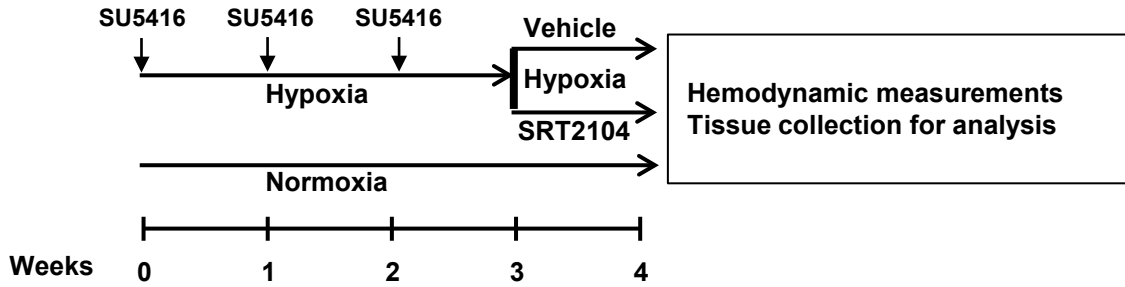 SU5416 SU5416 SU5416
Vehicle
Hypoxia Hypoxia
SRT2104
Normoxia
Hemodynamic measurements
Tissue collection for analysis
Weeks 0 1 2 3 4